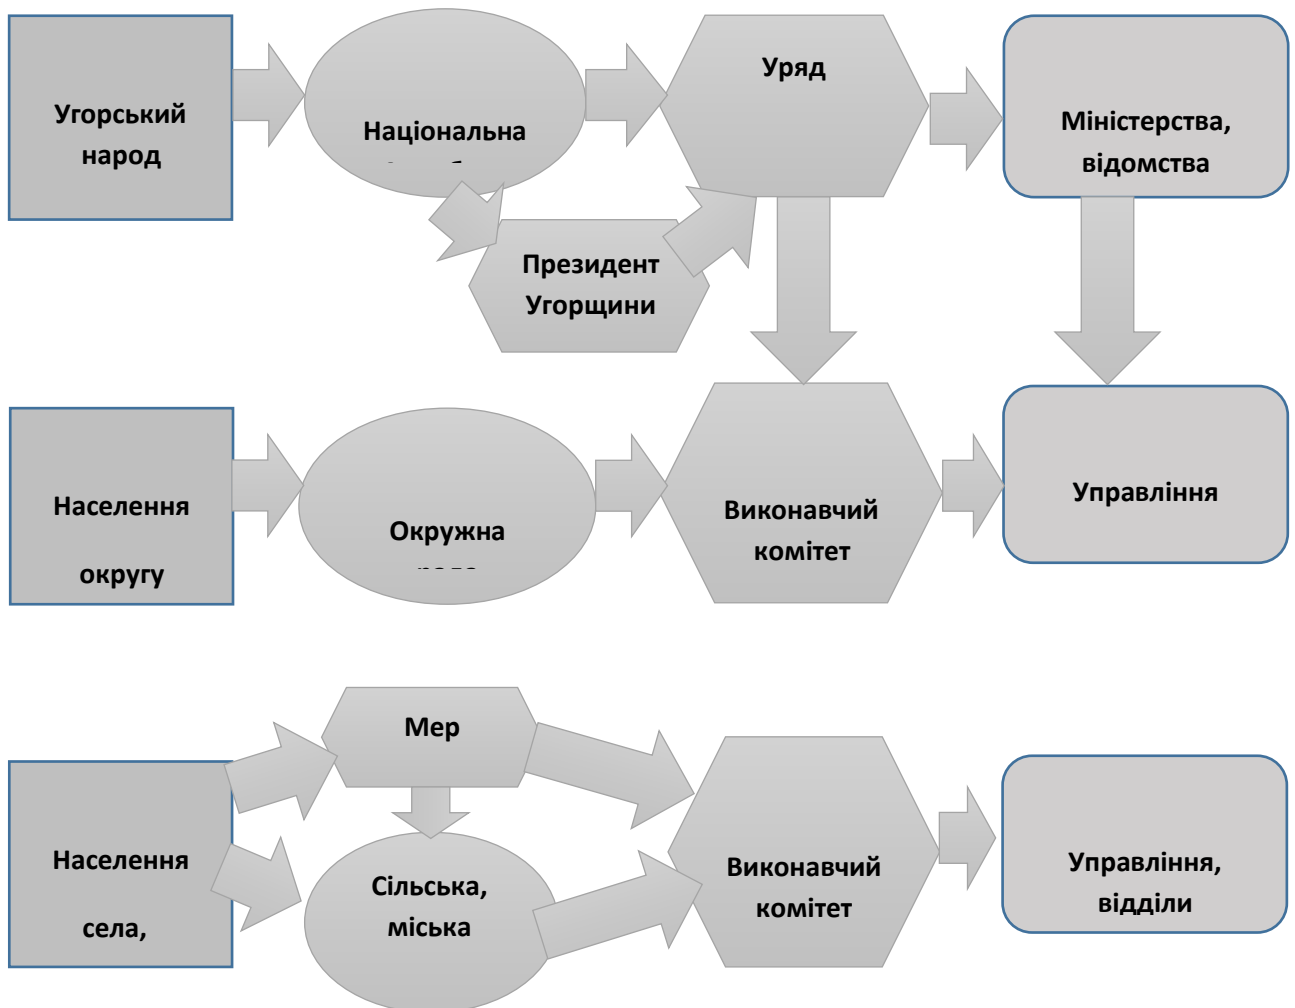 Угорський
народ
Національна
Уряд
Міністерства,
відомства
Президент
Угорщини
Населення
округу
Окружна
Виконавчий
комітет
Управління
Мер
Населення
села,
Сільська,
міська
Виконавчий
комітет
Управління,
відділи